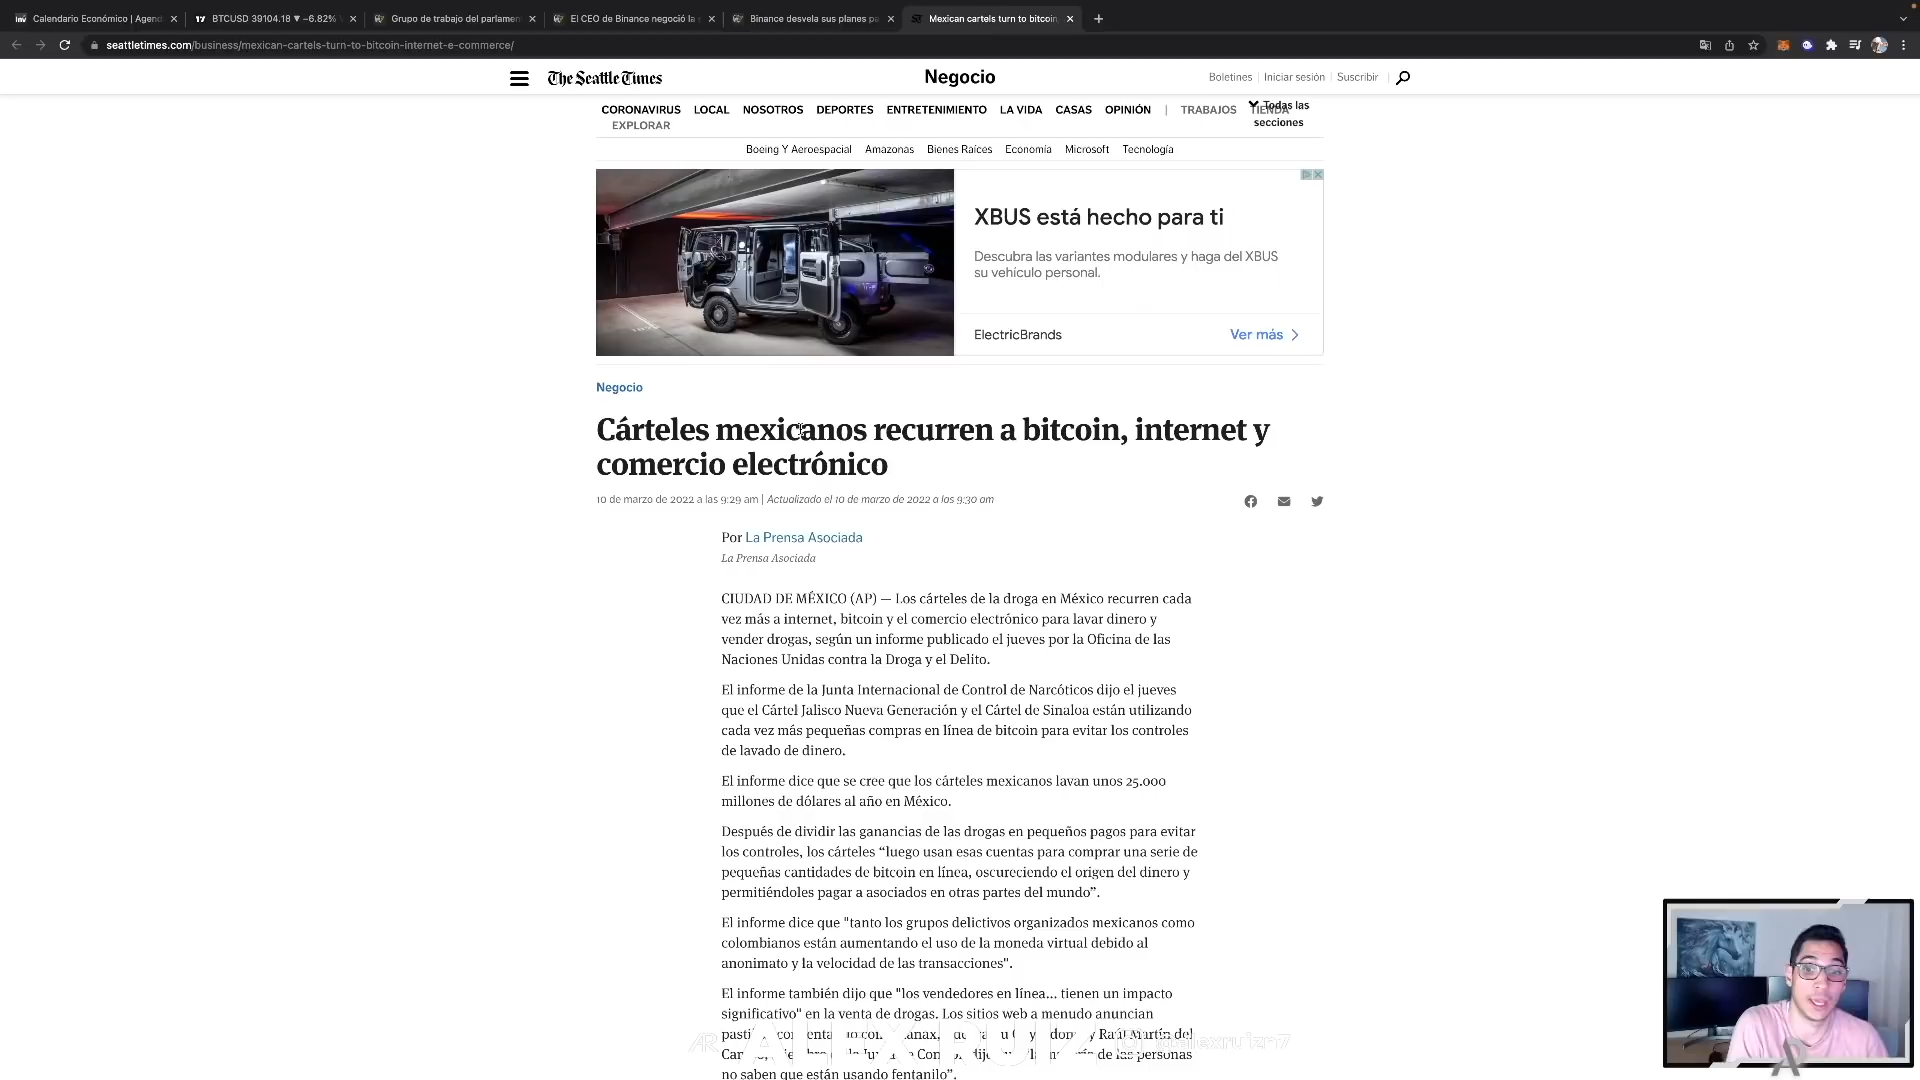 Calendario Económico | Agend
BTCUSD 39104.18 ▼ −6.82%
Grupo de trabajo del parlamen
El CEO de Binance negoció la
Binance desvela sus planes pa
Mexican cartels turn to bitcoin,
seattletimes.com/business/mexican-cartels-turn-to-bitcoin-internet-e-commerce/
The Seattle Times
Negocio
Boletines | Iniciar sesión | Suscribir
CORONAVIRUS LOCAL NOSOTROS DEPORTES ENTRETENIMIENTO LA VIDA CASAS OPINIÓN | TRABAJOS TIENDA
Todas las
secciones
EXPLORAR
Boeing Y Aeroespacial Amazonas Bienes Raíces Economía Microsoft Tecnología
XBUS está hecho para ti
Descubra las variantes modulares y haga del XBUS
su vehículo personal.
ElectricBrands
Ver más
Negocio
Cárteles mexicanos recurren a bitcoin, internet y
comercio electrónico
10 de marzo de 2022 a las 9:29 am | Actualizado el 10 de marzo de 2022 a las 9:30 am
Por La Prensa Asociada
La Prensa Asociada
CIUDAD DE MÉXICO (AP) — Los cárteles de la droga en México recurren cada
vez más a internet, bitcoin y el comercio electrónico para lavar dinero y
vender drogas, según un informe publicado el jueves por la Oficina de las
Naciones Unidas contra la Droga y el Delito.
El informe de la Junta Internacional de Control de Narcóticos dijo el jueves
que el Cártel Jalisco Nueva Generación y el Cártel de Sinaloa están utilizando
cada vez más pequeñas compras en línea de bitcoin para evitar los controles
de lavado de dinero.
El informe dice que se cree que los cárteles mexicanos lavan unos 25.000
millones de dólares al año en México.
Después de dividir las ganancias de las drogas en pequeños pagos para evitar
los controles, los cárteles “luego usan esas cuentas para comprar una serie de
pequeñas cantidades de bitcoin en línea, oscureciendo el origen del dinero y
permitiéndoles pagar a asociados en otras partes del mundo”.
El informe dice que "tanto los grupos delictivos organizados mexicanos como
colombianos están aumentando el uso de la moneda virtual debido al
anonimato y la velocidad de las transacciones".
El informe también dijo que "los vendedores en línea... tienen un impacto
significativo" en la venta de drogas. Los sitios web a menudo anuncian
Raúl Martín del
de las personas
no saben que están usando fentanilo”.
ALEX RUIZ
@alexruizn7